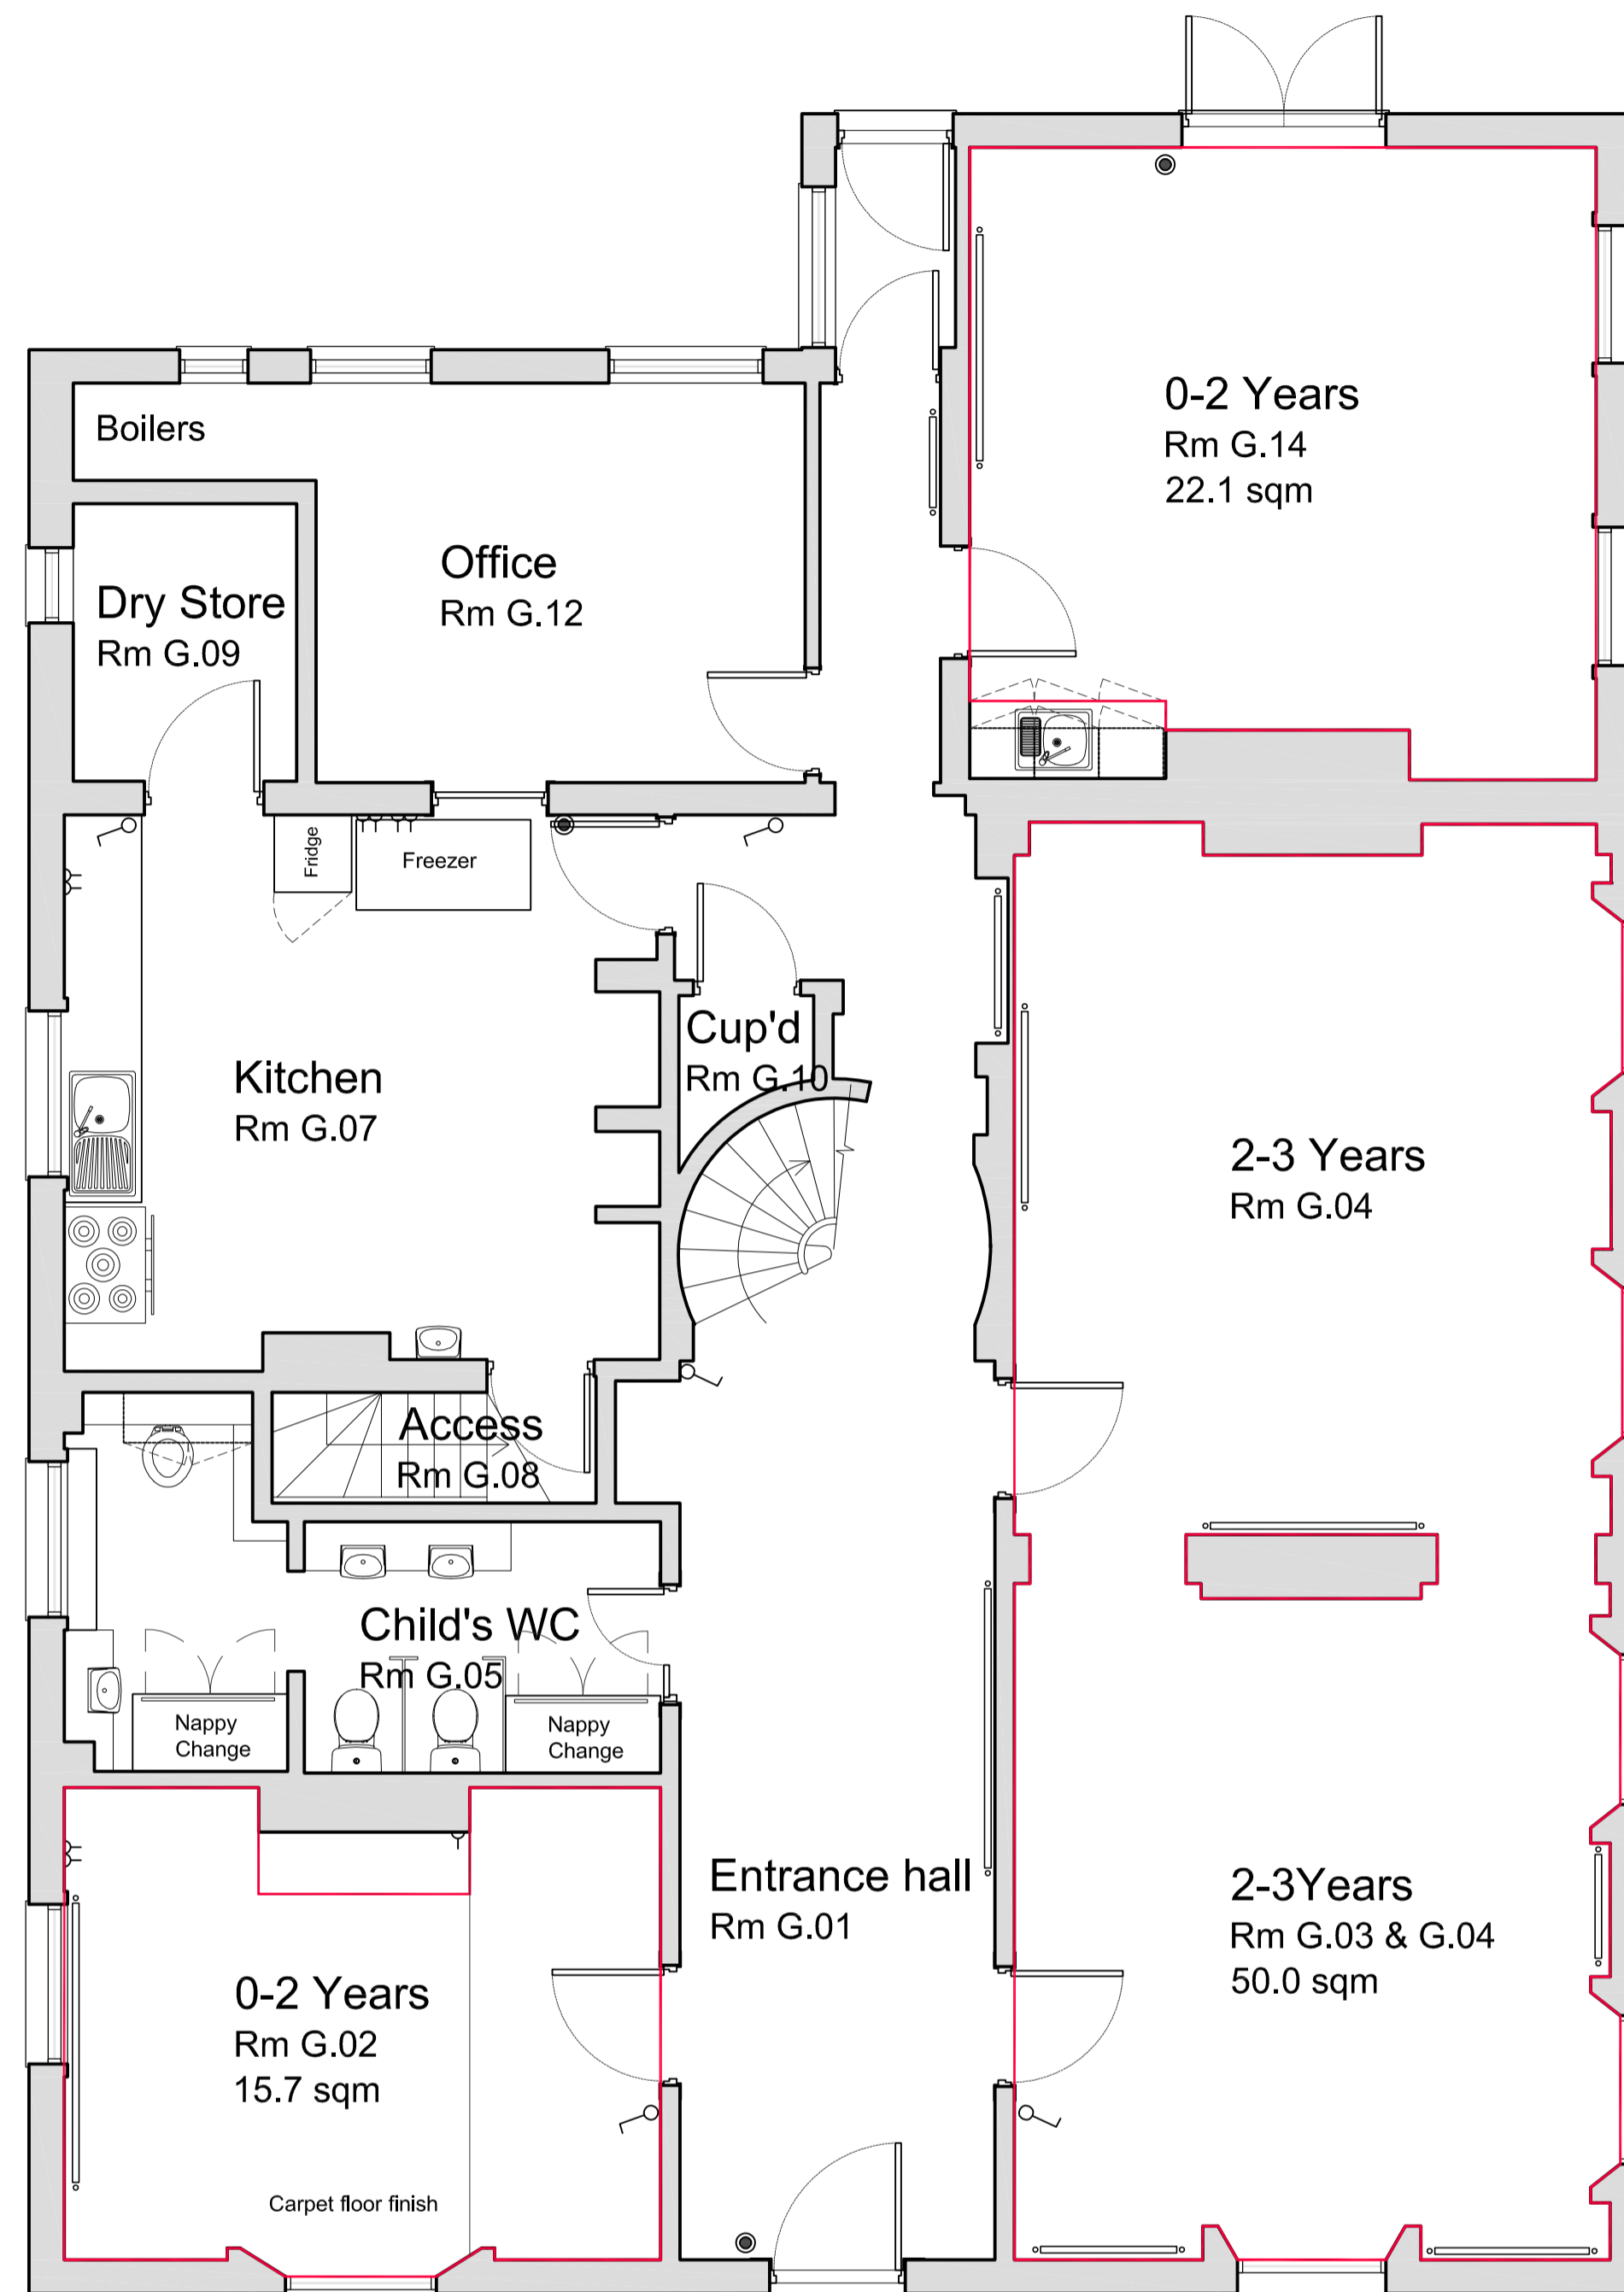 0-2 Years
Rm G.14
22.1 sqm
Boilers
Office
Rm G.12
Dry Store
Rm G.09
Fridge
Freezer
Cup'd
Rm G.10
Kitchen
Rm G.07
2-3 Years
Rm G.04
Access
Rm G.08
Child's WC
Rm G.05
Nappy
Change
Nappy
Change
Entrance hall
Rm G.01
2-3Years
Rm G.03 & G.04
50.0 sqm
0-2 Years
Rm G.02
15.7 sqm
Carpet floor finish